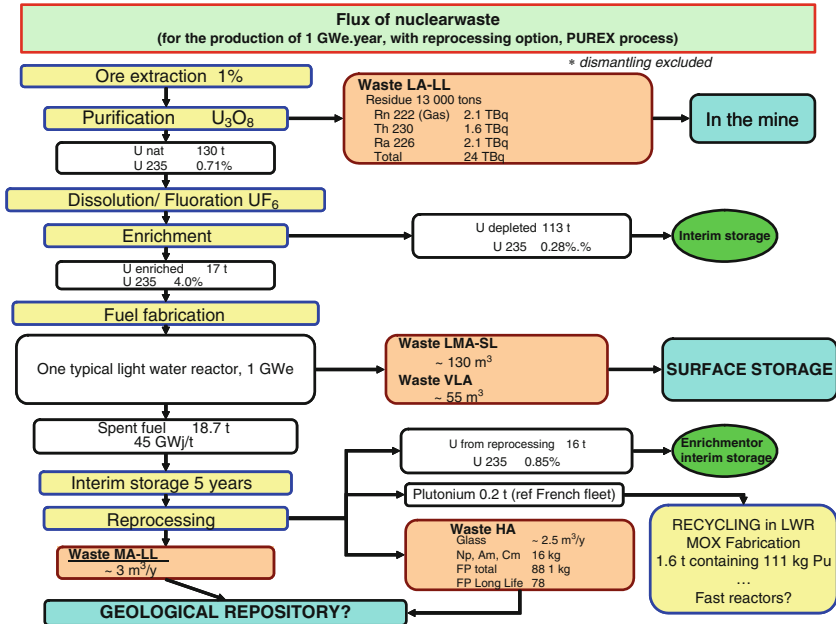 Flux of nuclearwaste
(for the production of 1 GWe.year, with reprocessing option, PUREX process)
* dismantling excluded
Ore extraction 1%
Purification U₃O₈
U nat 130 t
U 235 0.71%
Waste LA-LL
Residue 13 000 tons
Rn 222 (Gas) 2.1 TBq
Th 230 1.6 TBq
Ra 226 2.1 TBq
Total 24 TBq
In the mine
Dissolution/ Fluoration UF₆
Enrichment
U depleted 113 t
U 235 0.28%.%
Interim storage
U enriched 17 t
U 235 4.0%
Fuel fabrication
One typical light water reactor, 1 GWe
Waste LMA-SL
~ 130 m³
Waste VLA
~ 55 m³
SURFACE STORAGE
Spent fuel 18.7 t
45 GWj/t
Interim storage 5 years
Reprocessing
U from reprocessing 16 t
U 235 0.85%
Enrichmentor
interim storage
Plutonium 0.2 t (ref French fleet)
Waste MA-LL
~ 3 m³/y
Waste HA
Glass ~ 2.5 m³/y
Np, Am, Cm 16 kg
FP total 88 1 kg
FP Long Life 78
RECYCLING in LWR
MOX Fabrication
1.6 t containing 111 kg Pu
...
Fast reactors?
GEOLOGICAL REPOSITORY?